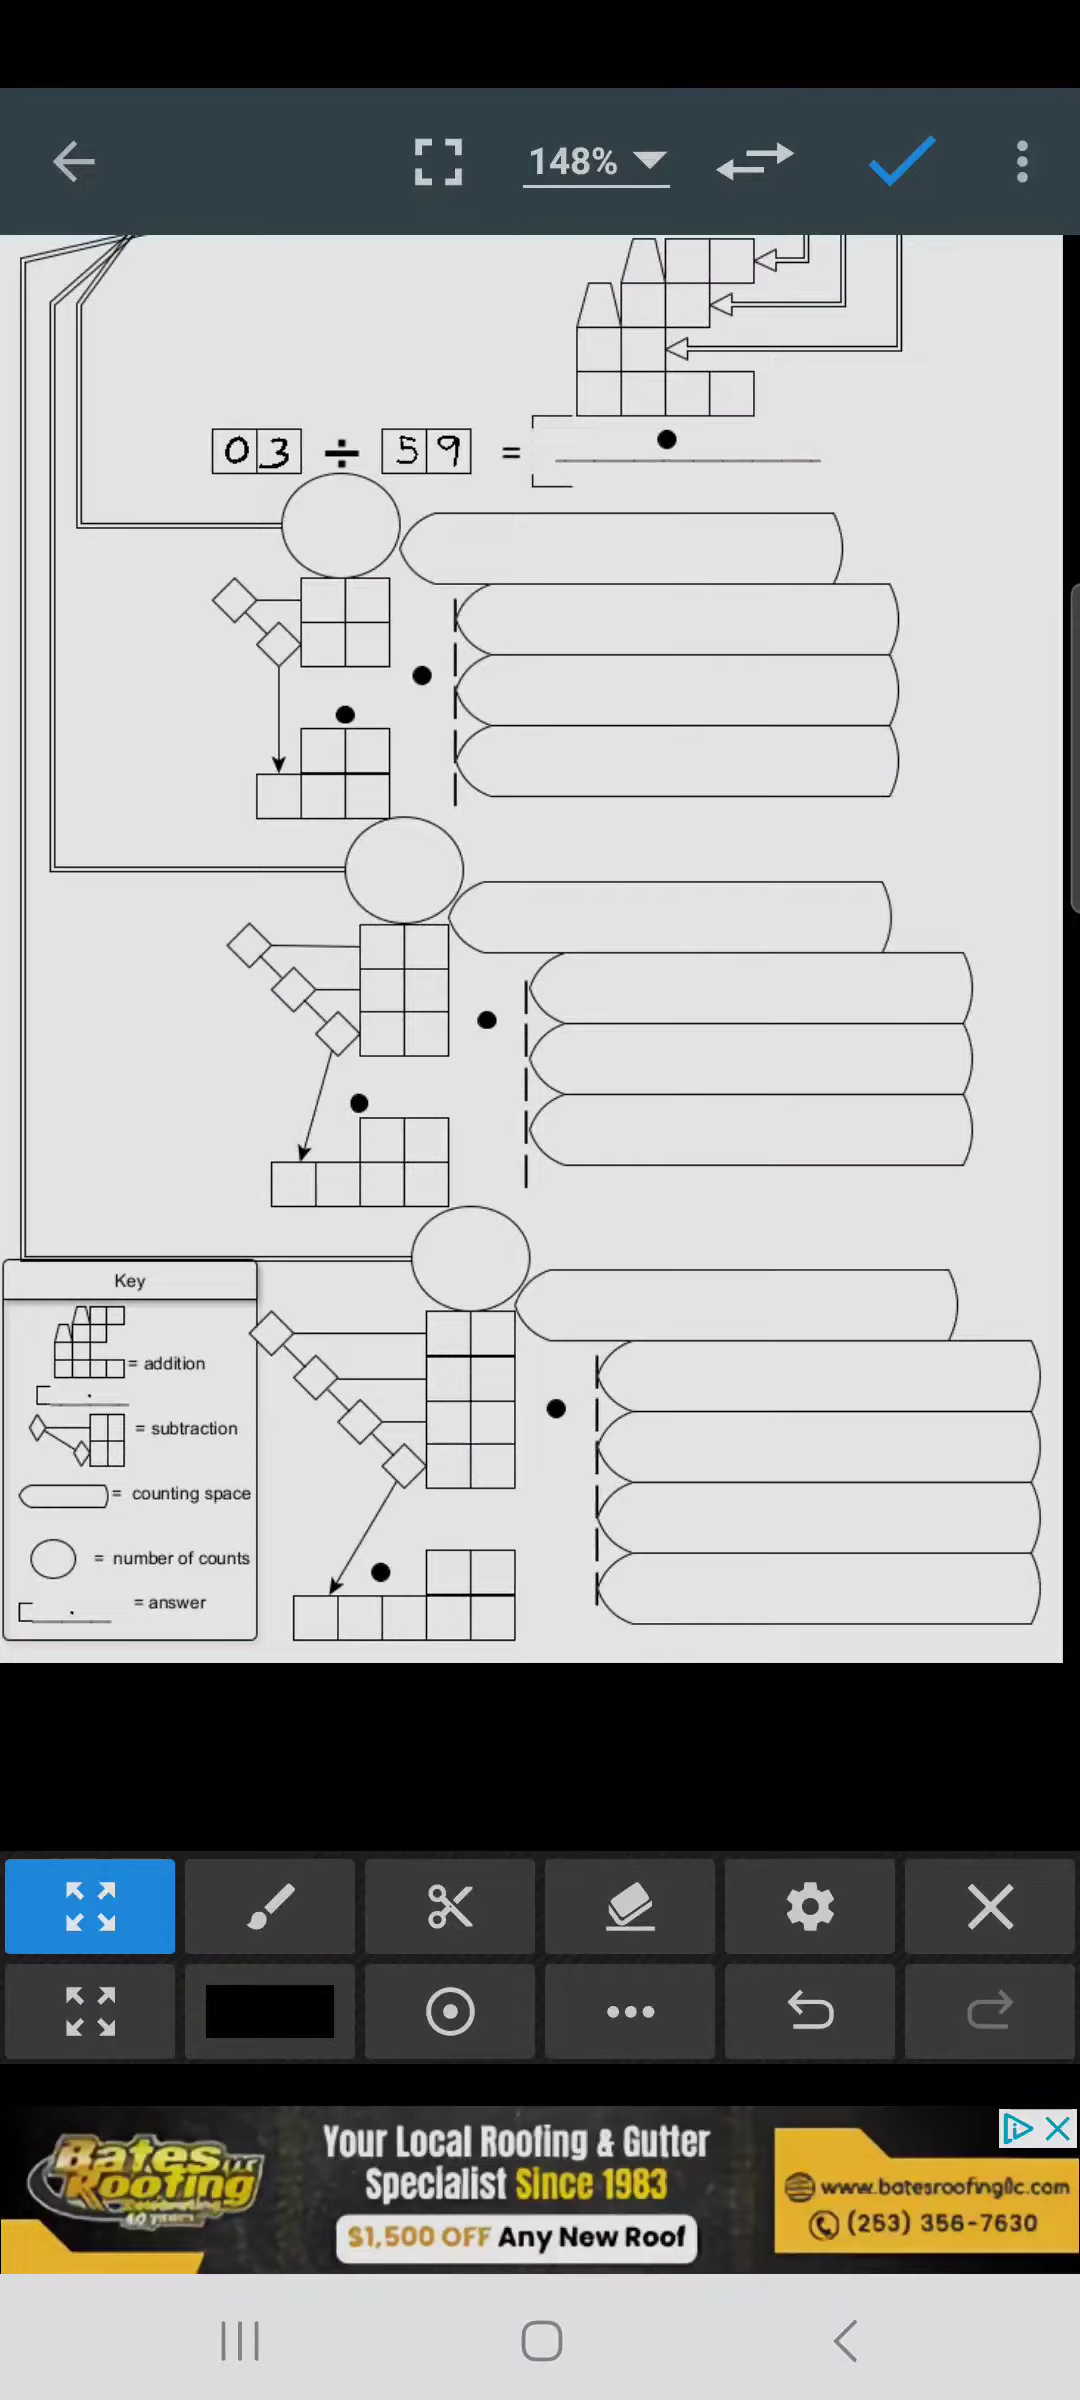 148%
03 ÷ 59 = .
Key
= addition
= subtraction
= counting space
= number of counts
= answer
Bates LLC
Roofing
Your Local Roofing & Gutter
Specialist Since 1983
$1,500 OFF Any New Roof
www.batesroofingllc.com
(253) 356-7630